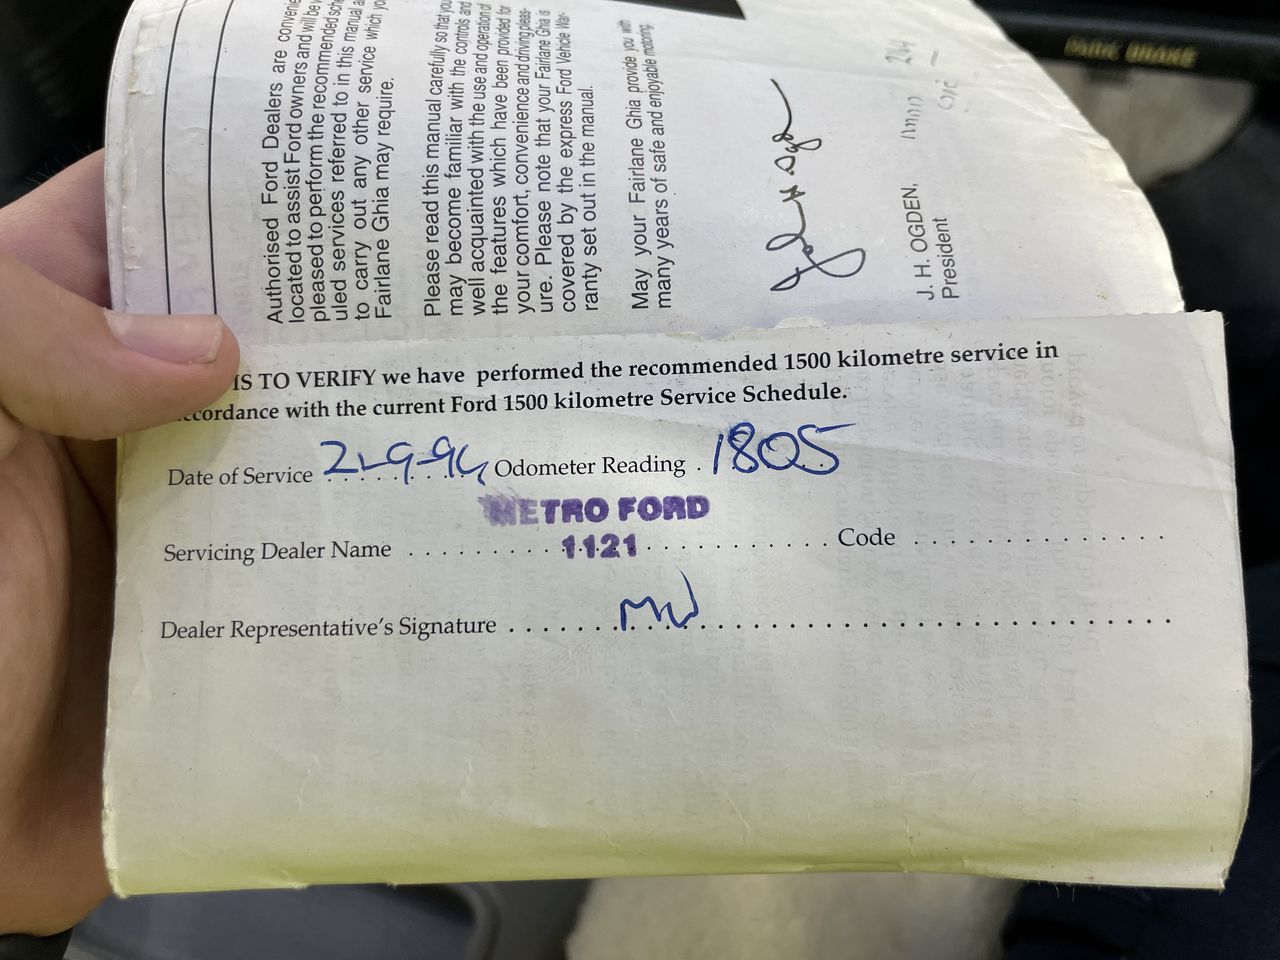 Authorised Ford Dealers are
located to assist Ford owners and will be
pleased to perform the recommended
uled services referred to in this manual
to carry out any other service which
Fairlane Ghia may require.
Please read this manual carefully so that you
may become familiar with the controls and
well acquainted with the use and operation of
the features which have been provided for
your comfort, convenience and driving pleas-
ure. Please note that your Fairlane Ghia is
covered by the express Ford Vehicle War-
ranty set out in the manual.
May your Fairlane Ghia provide you with
many years of safe and enjoyable motoring.
J. H. OGDEN,
President
PARK BRAKE
IS TO VERIFY we have performed the recommended 1500 kilometre service in
with the current Ford 1500 kilometre Service Schedule.
Date of Service 21-9-94 Odometer Reading . 1805
METRO FORD
Servicing Dealer Name 1121 Code
Dealer Representative's Signature MW